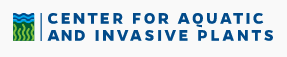 CENTER FOR AQUATIC
AND INVASIVE PLANTS